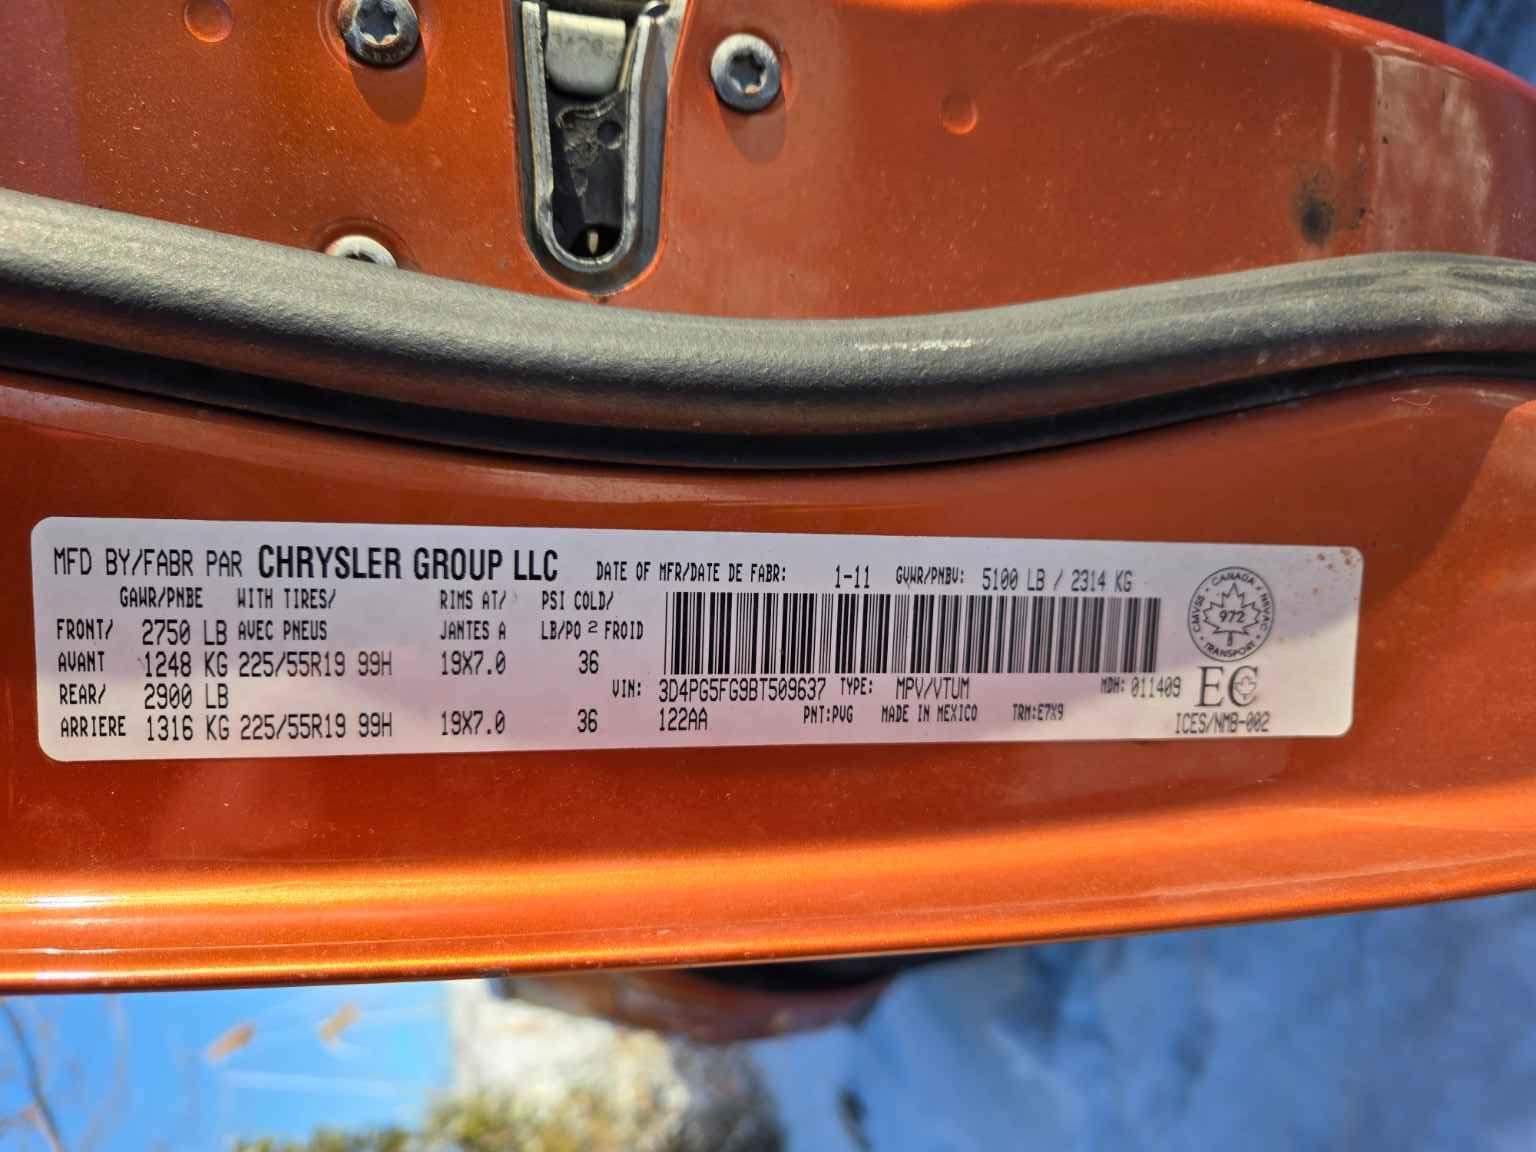 MFD BY/FABR PAR CHRYSLER GROUP LLC DATE OF MFR/DATE DE FABR: 1-11 GVWR/PNBV: 5100 LB / 2314 KG
GAWR/PNBE WITH TIRES/ RIMS AT/ PSI COLD/
FRONT/ 2750 LB AVEC PNEUS JANTES A LB/PO 2 FROID
AVANT 1248 KG 225/55R19 99H 19X7.0 36
REAR/ 2900 LB VIN: 3D4PG5FG9BT509637 TYPE: MPV/VTUM MDH: 011409
ARRIERE 1316 KG 225/55R19 99H 19X7.0 36 122AA PNT:PVG MADE IN MEXICO TRM:E7X9
CANADA
CMVSS NSVAC
972
TRANSPORT
EC
ICES/NMB-002